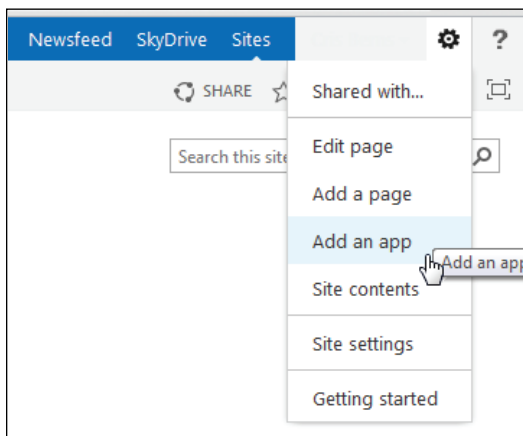 Newsfeed SkyDrive Sites ?
SHARE
Shared with...
Edit page
Search this site
Add a page
Add an app
Add an app
Site contents
Site settings
Getting started